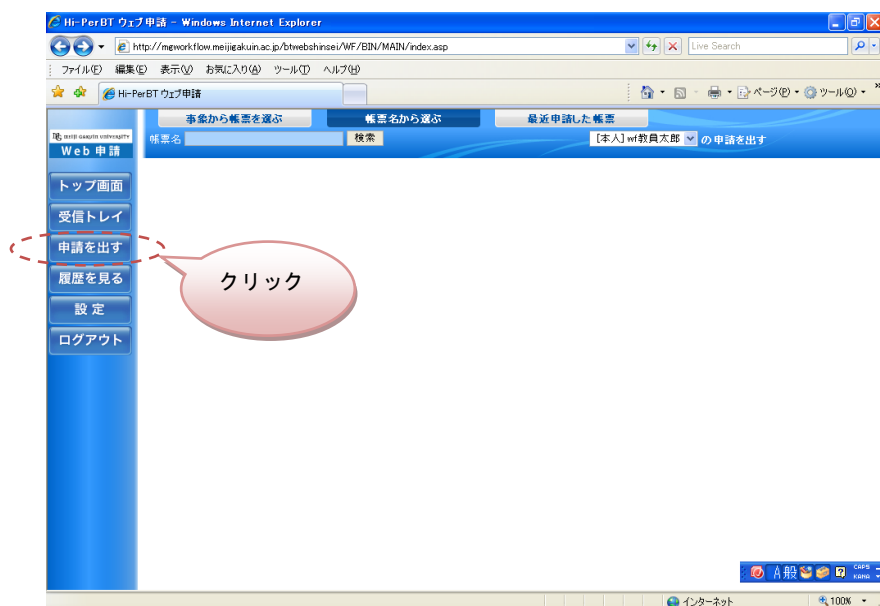 Hi-PerBT ウェブ申請 - Windows Internet Explorer
http://mgworkflow.meijigakuin.ac.jp/btwebshinsei/WF/BIN/MAIN/index.asp
Live Search
ファイル(F) 編集(E) 表示(V) お気に入り(A) ツール(T) ヘルプ(H)
Hi-PerBT ウェブ申請
ページ(P) ツール(O)
事象から帳票を選ぶ 帳票名から選ぶ 最近申請した帳票
MEIJI GAKUIN UNIVERSITY
帳票名 検索 [本人] wf教員太郎 の申請を出す
Web 申請
トップ画面
受信トレイ
申請を出す
履歴を見る
設定
ログアウト
クリック
A般 CAPS
KANA
インターネット 100%